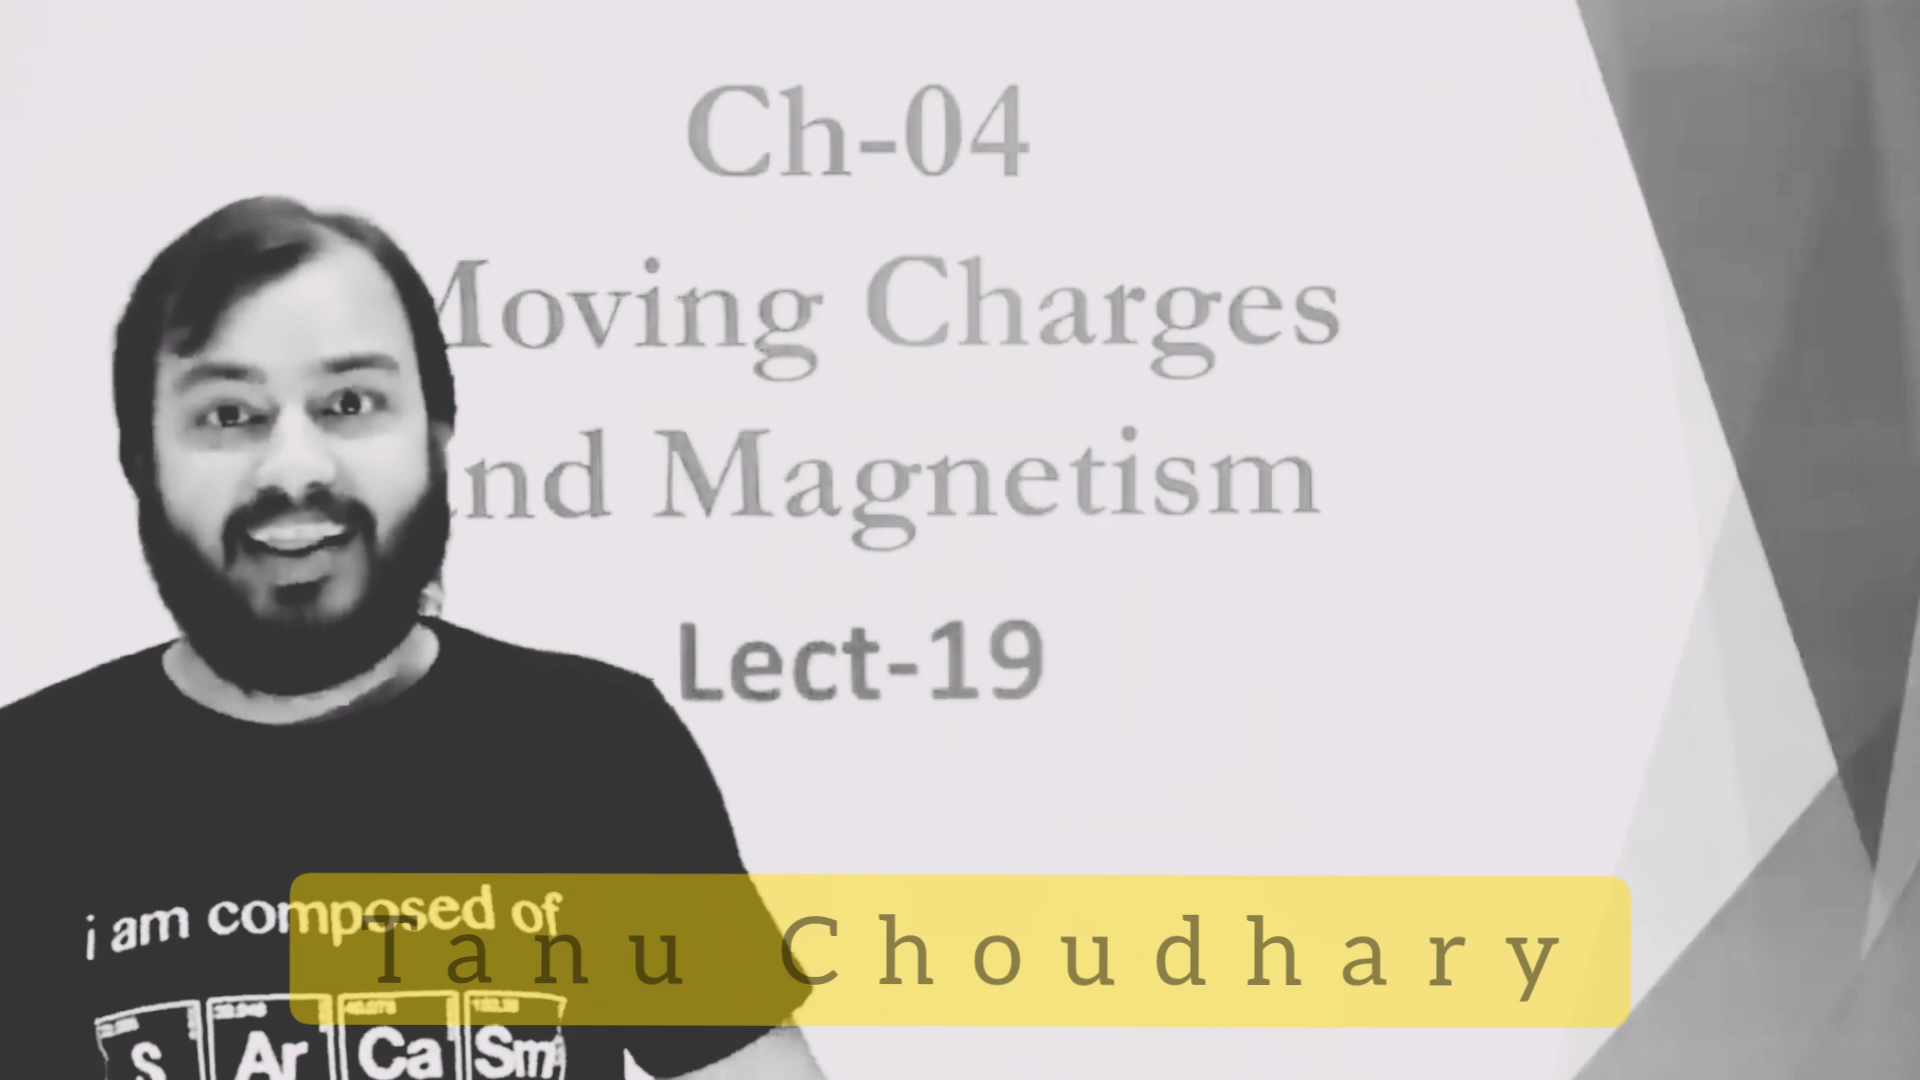 Ch-04
Moving Charges
and Magnetism
Lect-19
i am composed of
Tanu Choudhary
S Ar Ca Sm